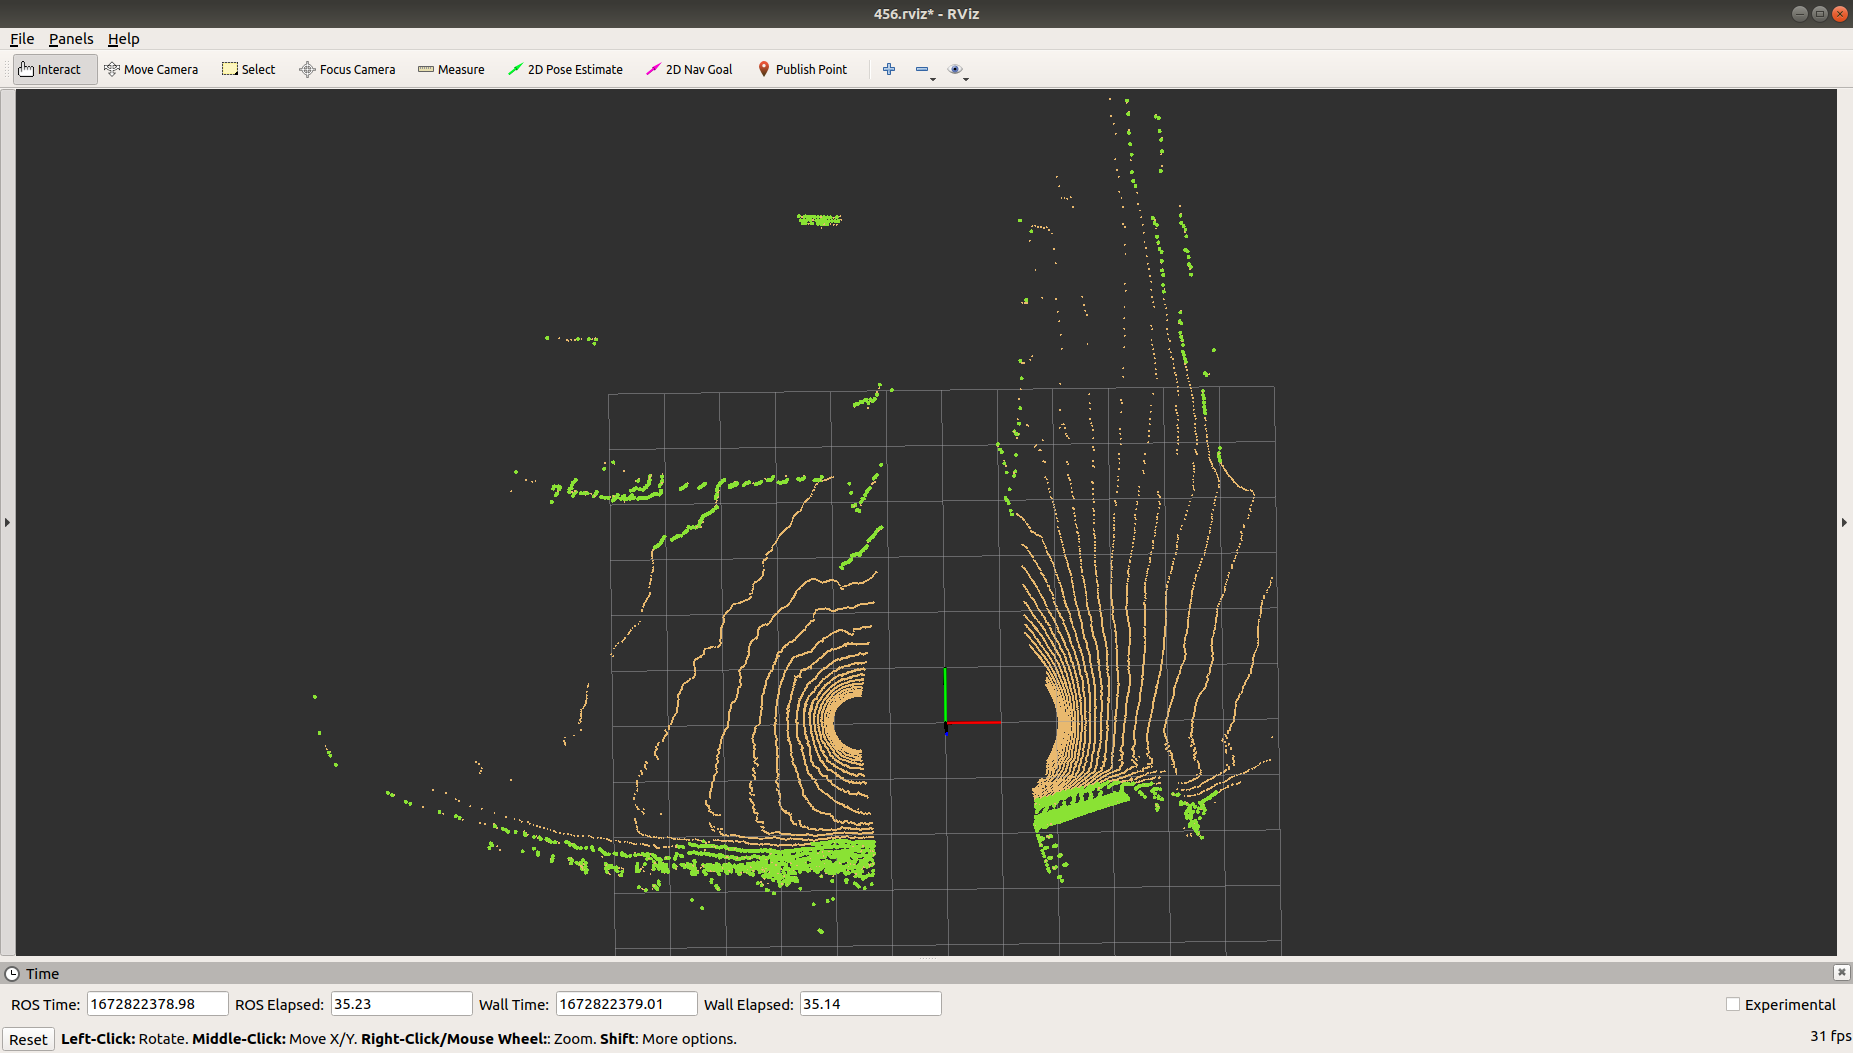 456.rviz* - RViz
File Panels Help
Interact Move Camera Select Focus Camera Measure 2D Pose Estimate 2D Nav Goal Publish Point
Time
ROS Time: 1672822378.98 ROS Elapsed: 35.23 Wall Time: 1672822379.01 Wall Elapsed: 35.14 Experimental
Reset Left-Click: Rotate. Middle-Click: Move X/Y. Right-Click/Mouse Wheel:: Zoom. Shift: More options. 31 fps